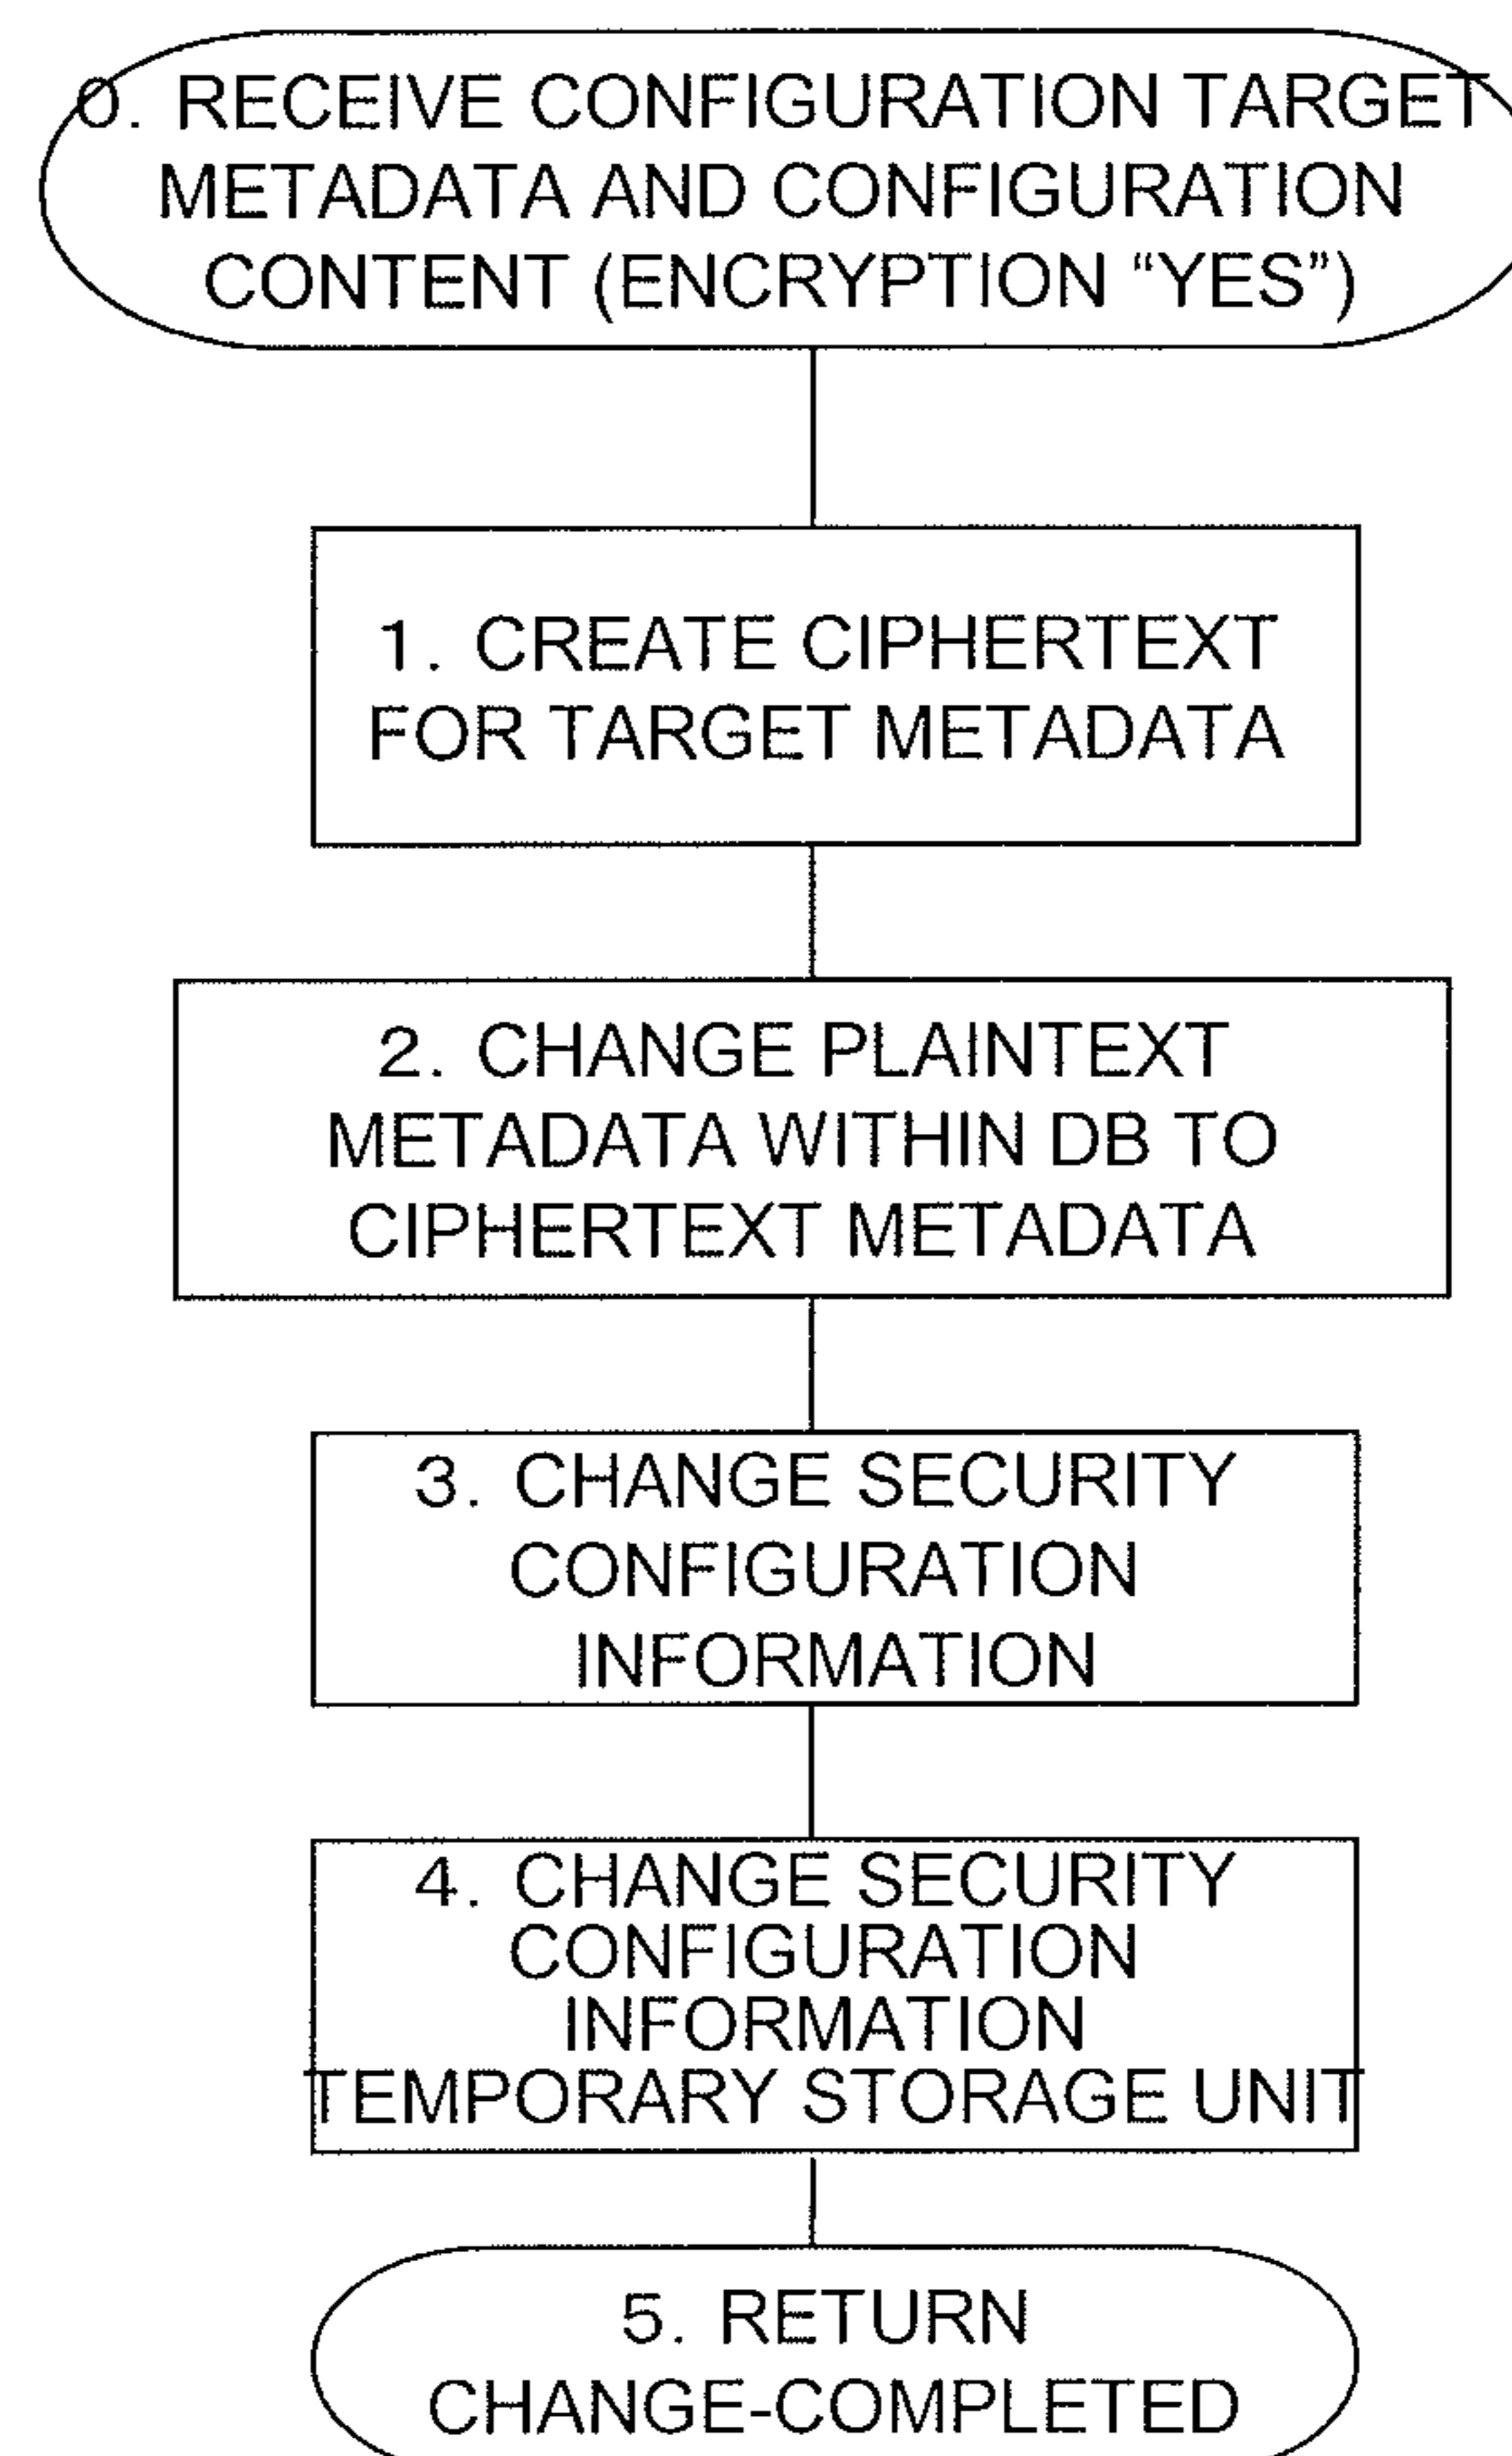 0. RECEIVE CONFIGURATION TARGET
METADATA AND CONFIGURATION
CONTENT (ENCRYPTION “YES”)
1. CREATE CIPHERTEXT
FOR TARGET METADATA
2. CHANGE PLAINTEXT
METADATA WITHIN DB TO
CIPHERTEXT METADATA
3. CHANGE SECURITY
CONFIGURATION
INFORMATION
4. CHANGE SECURITY
CONFIGURATION
INFORMATION
TEMPORARY STORAGE UNIT
5. RETURN
CHANGE-COMPLETED